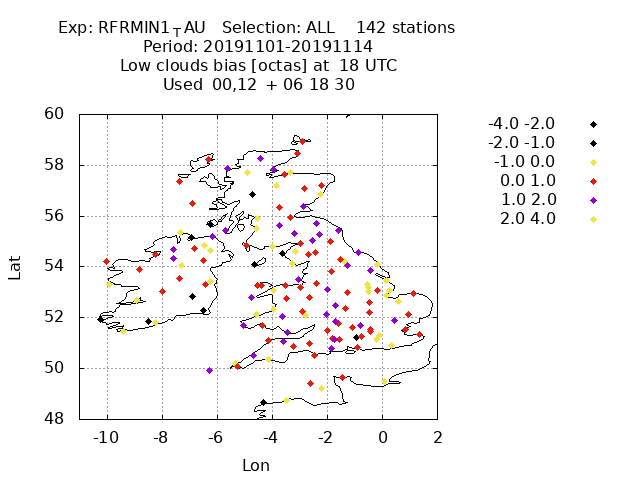 Exp: RFRMIN1_TAU   Selection: ALL    142 stations
Period: 20191101-20191114
Low clouds bias [octas] at  18 UTC
Used  00,12  + 06 18 30
-4.0 -2.0
-2.0 -1.0
-1.0 0.0
0.0 1.0
1.0 2.0
2.0 4.0
60
58
56
54
52
50
48
Lat
-10 -8 -6 -4 -2 0 2
Lon